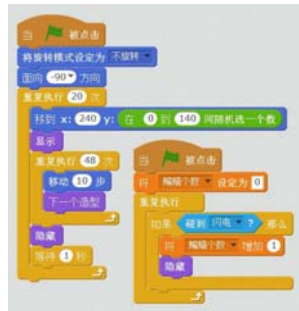 当 被点击
将旋转模式设定为 不旋转
面向 -90 方向
重复执行 20 次
移到 x: 240 y: 在 0 到 140 间随机选一个数
显示
重复执行 48 次
移动 10 步
下一个造型
隐藏
等待 1 秒
当 被点击
将 蝙蝠个数 设定为 0
重复执行
如果 碰到 闪电 ? 那么
将 蝙蝠个数 增加 1
隐藏